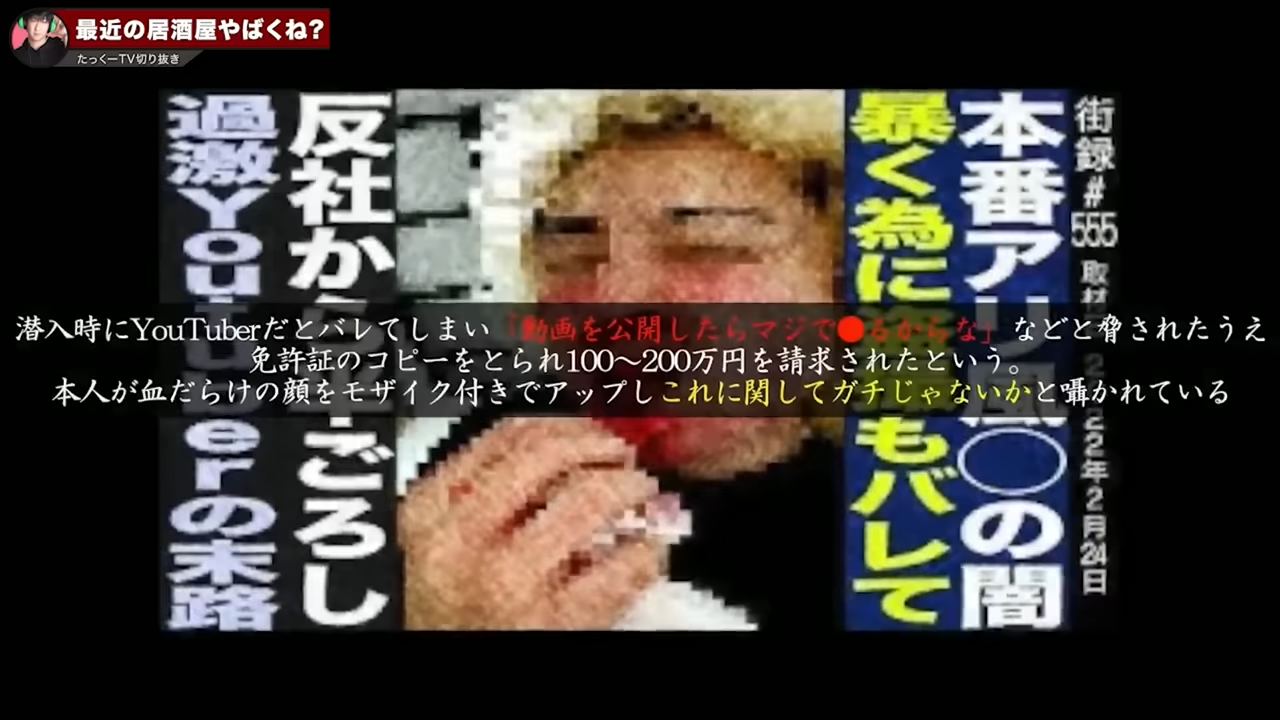 最近の居酒屋やばくね?
たっくーTV切り抜き
街録#555
2年2月24日
本番アリ風〇の闇
暴く為に
もバレて
反社から
ごろし
過激YouTuberの末路
潜入時にYouTuberだとバレてしまい「動画を公開したらマジで●るからな」などと脅されたうえ
免許証のコピーをとられ100〜200万円を請求されたという。
本人が血だらけの顔をモザイク付きでアップしこれに関してガチじゃないかと囁かれている